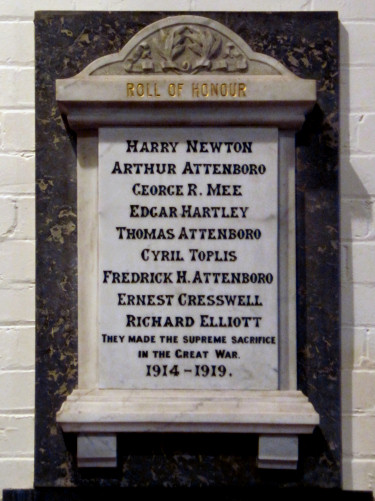 ROLL OF HONOUR
HARRY NEWTON
ARTHUR ATTENBORO
GEORGE R. MEE
EDGAR HARTLEY
THOMAS ATTENBORO
CYRIL TOPLIS
FREDRICK H. ATTENBORO
ERNEST CRESSWELL
RICHARD ELLIOTT
THEY MADE THE SUPREME SACRIFICE
IN THE GREAT WAR.
1914-1919.